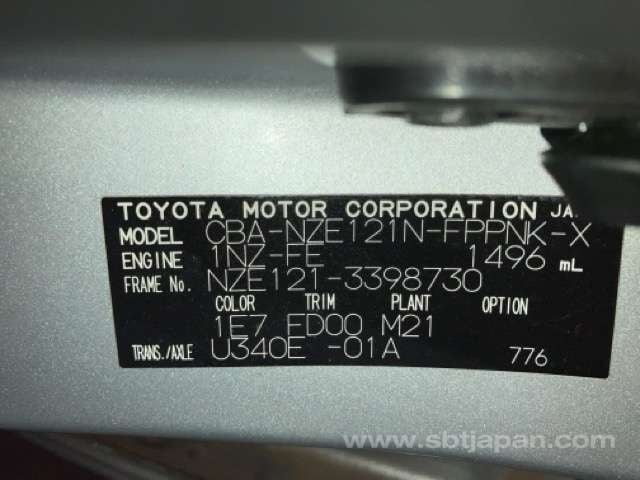 TOYOTA MOTOR CORPORATION JA.
MODEL CBA-NZE121N-FPPNK-X
ENGINE 1NZ-FE 1496 mL
FRAME No. NZE121-3398730
COLOR TRIM PLANT OPTION
1E7 FD00 M21
TRANS./AXLE U340E -01A 776
www.sbtjapan.com